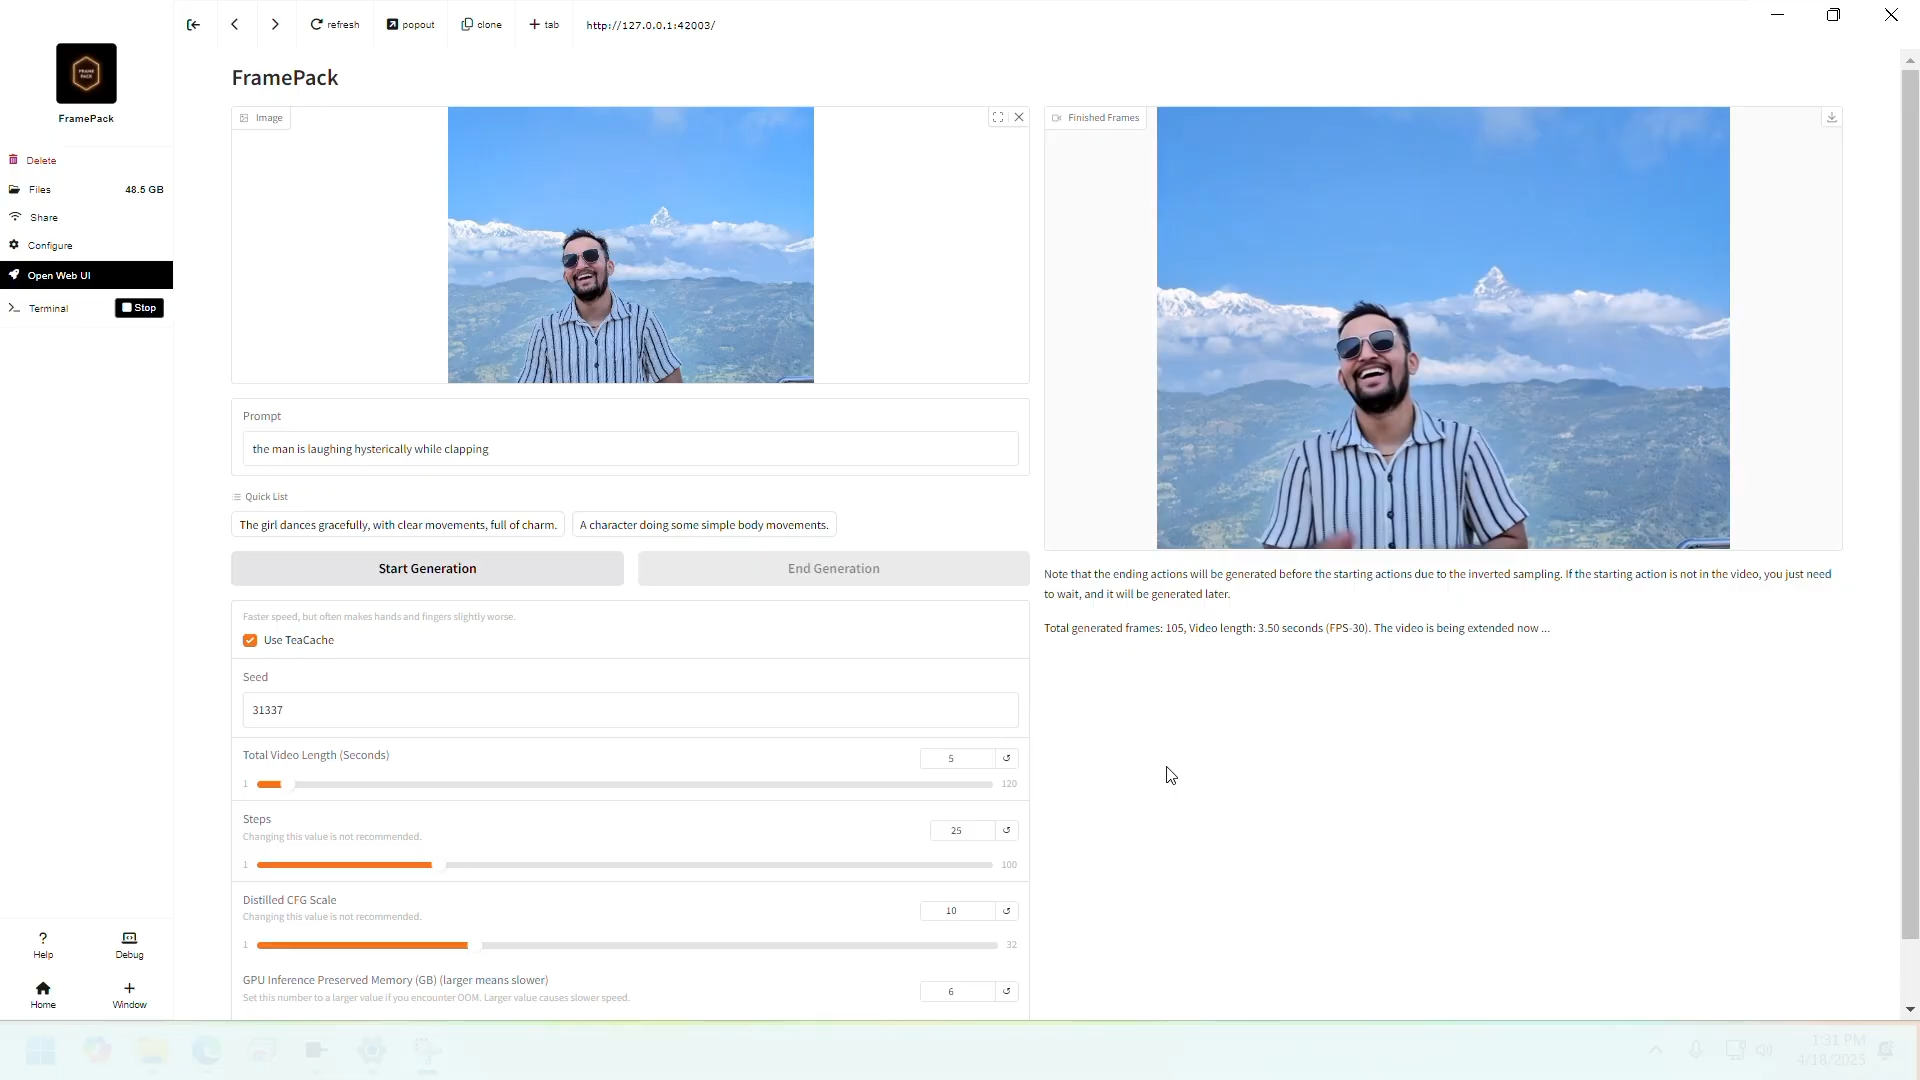 refresh
popout
clone
tab
http://127.0.0.1:42003/
FRAME
PACK
FramePack
Delete
Files 48.5 GB
Share
Configure
Open Web UI
Terminal Stop
Help
Debug
Home
Window
FramePack
Image
Prompt
the man is laughing hysterically while clapping
Quick List
The girl dances gracefully, with clear movements, full of charm. A character doing some simple body movements.
Start Generation End Generation
Faster speed, but often makes hands and fingers slightly worse.
Use TeaCache
Seed
31337
Total Video Length (Seconds) 5
1 120
Steps
Changing this value is not recommended. 25
1 100
Distilled CFG Scale
Changing this value is not recommended. 10
1 32
GPU Inference Preserved Memory (GB) (larger means slower)
Set this number to a larger value if you encounter OOM. Larger value causes slower speed. 6
Finished Frames
Note that the ending actions will be generated before the starting actions due to the inverted sampling. If the starting action is not in the video, you just need
to wait, and it will be generated later.
Total generated frames: 105, Video length: 3.50 seconds (FPS-30). The video is being extended now ...
1:31 PM
4/18/2025